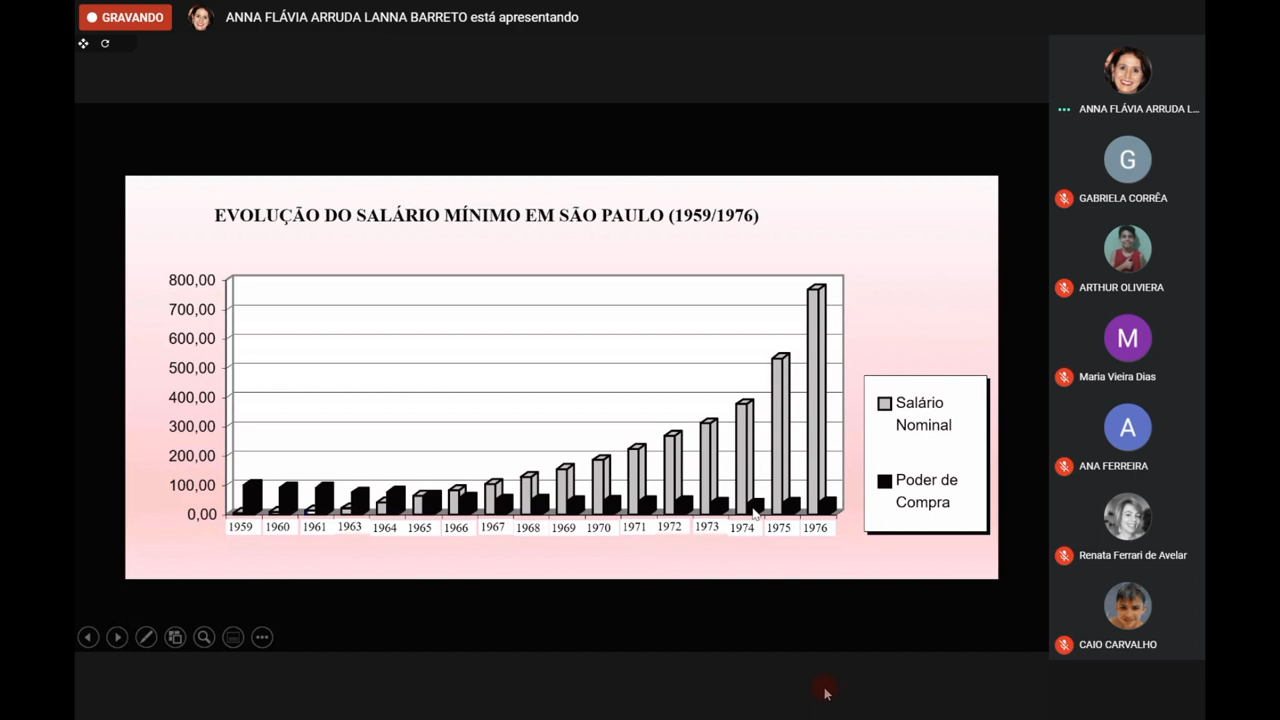 GRAVANDO
ANNA FLÁVIA ARRUDA LANNA BARRETO está apresentando
EVOLUÇÃO DO SALÁRIO MÍNIMO EM SÃO PAULO (1959/1976)
800,00
700,00
600,00
500,00
400,00
300,00
200,00
100,00
0,00
1959 1960 1961 1963 1964 1965 1966 1967 1968 1969 1970 1971 1972 1973 1974 1975 1976
Salário
Nominal
Poder de
Compra
ANNA FLÁVIA ARRUDA L...
G
GABRIELA CORRÊA
ARTHUR OLIVIERA
M
Maria Vieira Dias
A
ANA FERREIRA
Renata Ferrari de Avelar
CAIO CARVALHO